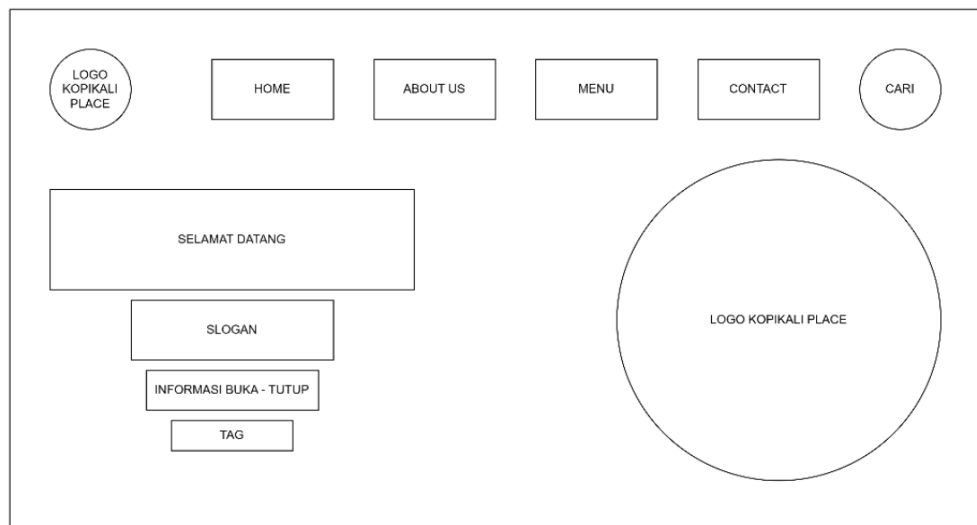 LOGO
KOPIKALI
PLACE
HOME
ABOUT US
MENU
CONTACT
CARI
SELAMAT DATANG
SLOGAN
INFORMASI BUKA - TUTUP
TAG
LOGO KOPIKALI PLACE